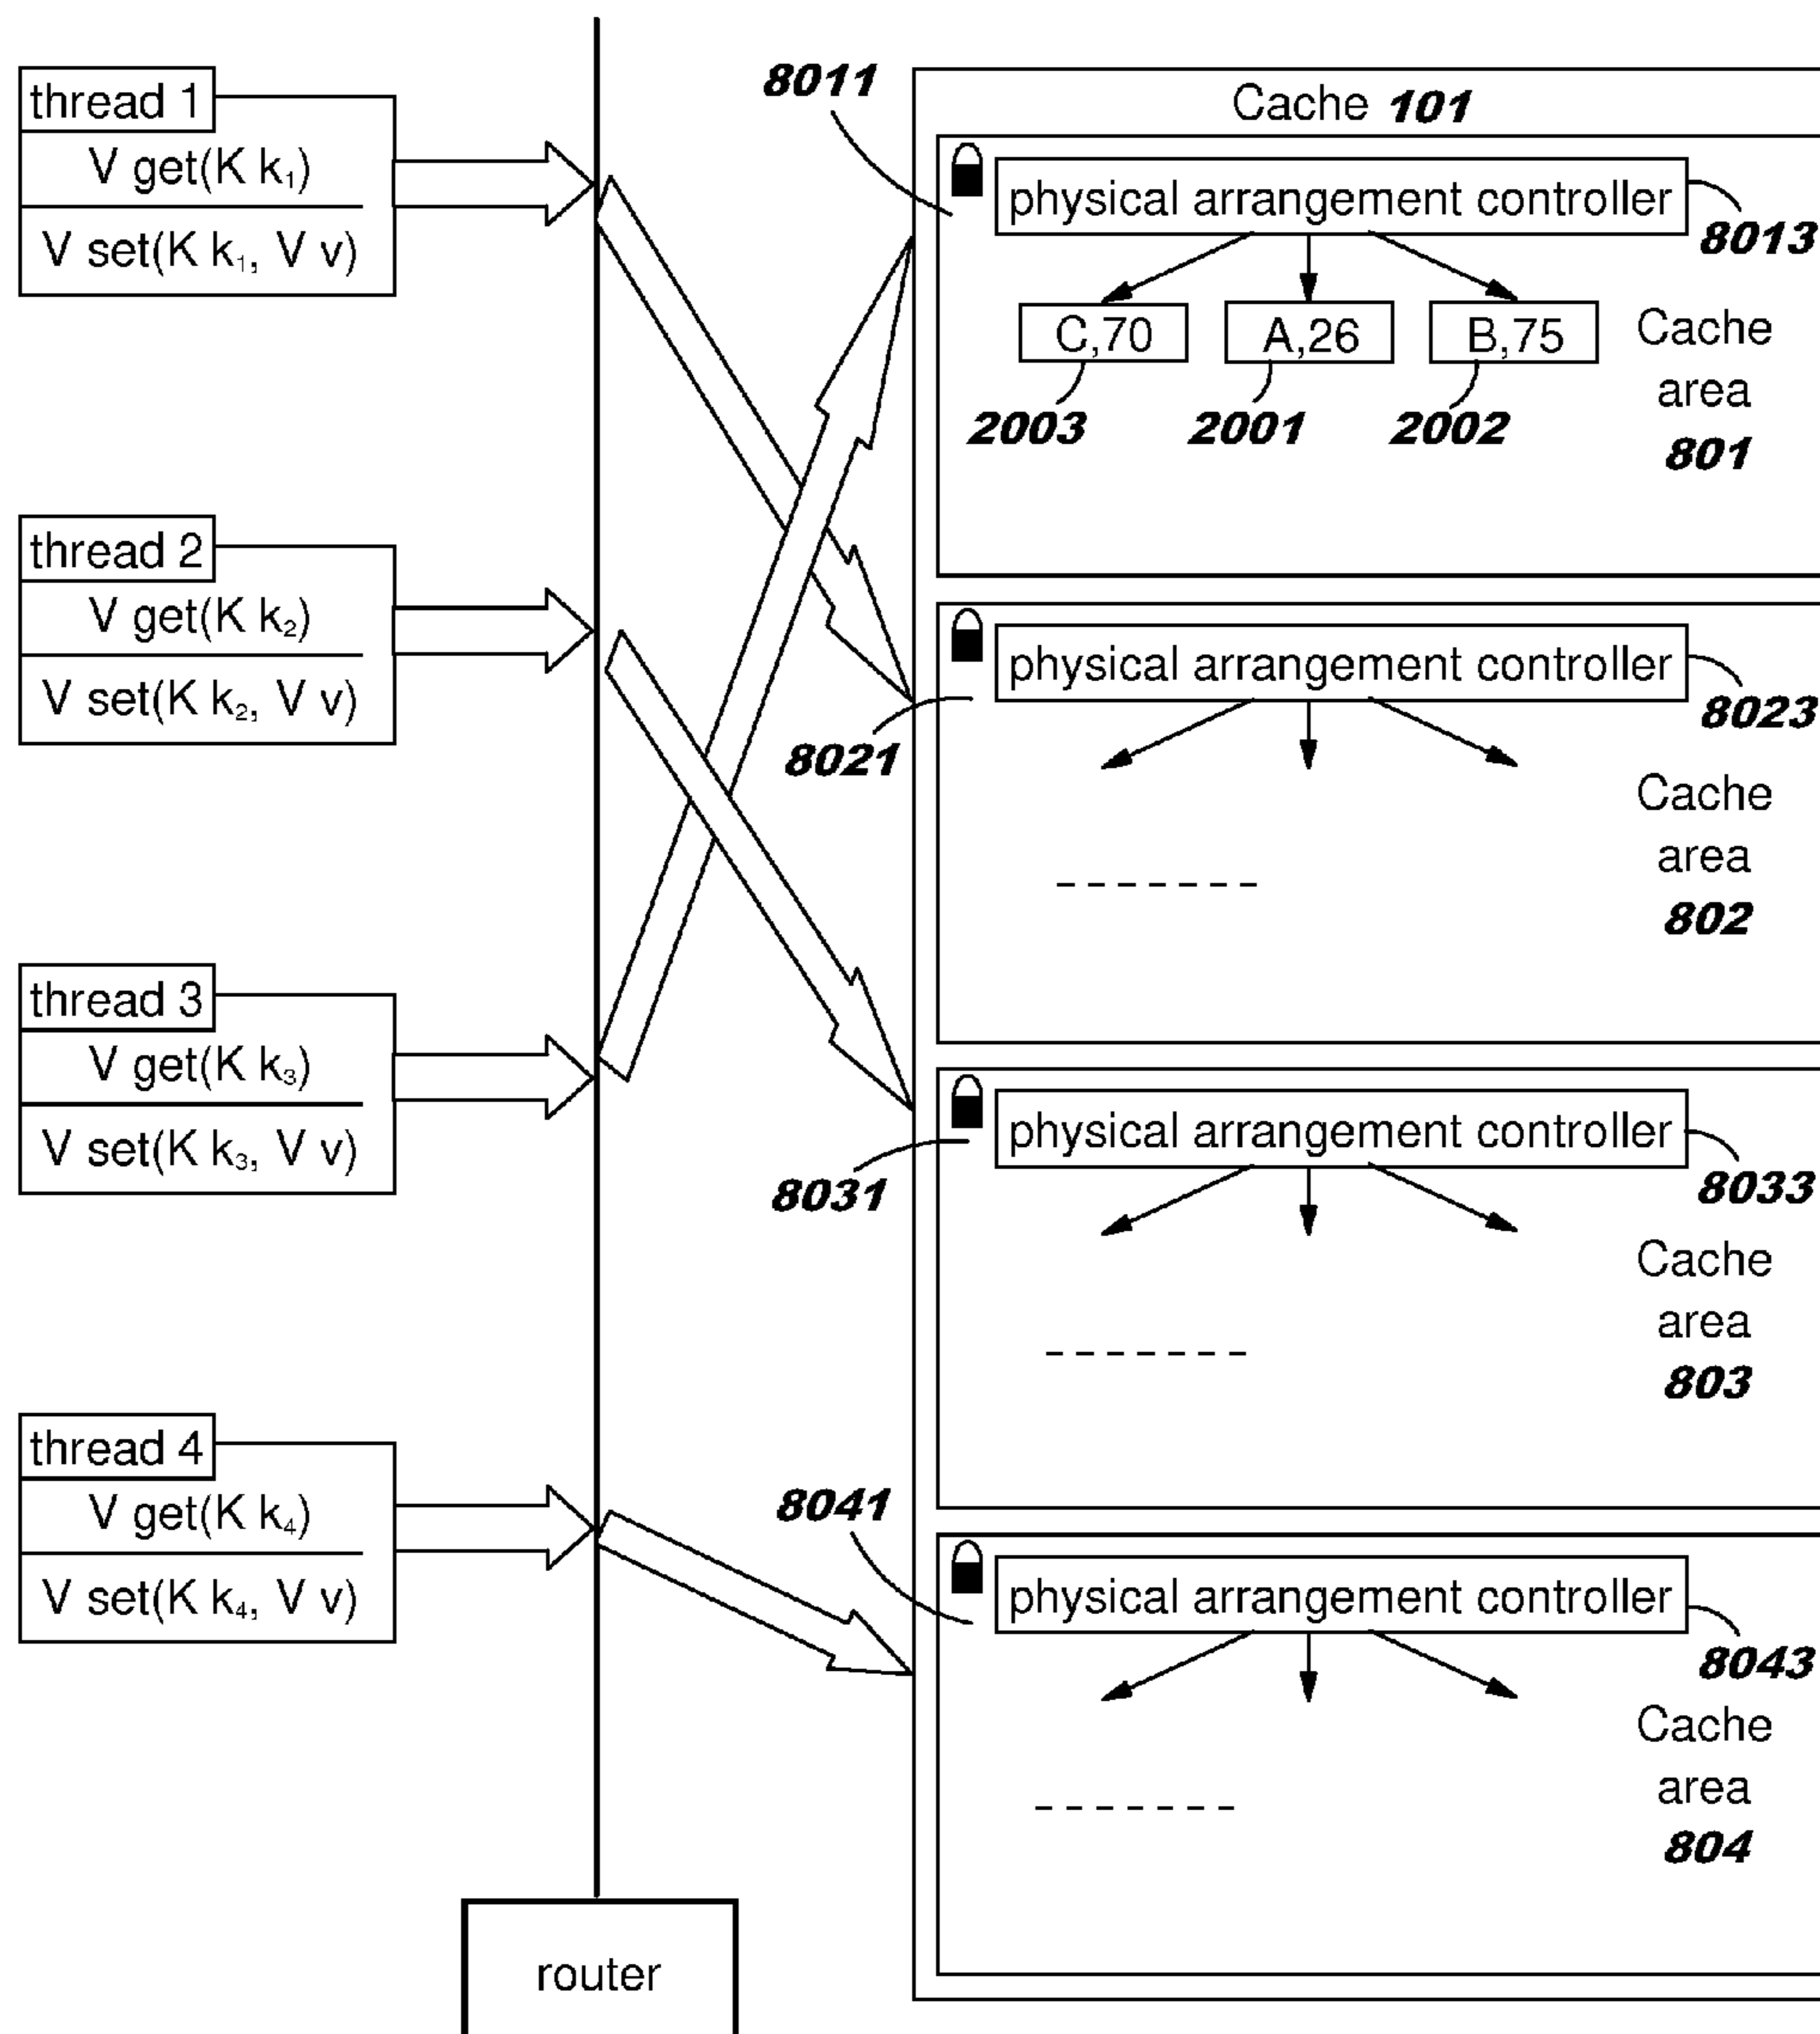 thread 1
V get(K k₁)
V set(K k₁, V v)
thread 2
V get(K k₂)
V set(K k₂, V v)
thread 3
V get(K k₃)
V set(K k₃, V v)
thread 4
V get(K k₄)
V set(K k₄, V v)
router
Cache 101
8011
physical arrangement controller
8013
C,70
A,26
B,75
2003
2001
2002
Cache
area
801
physical arrangement controller
8023
8021
Cache
area
802
physical arrangement controller
8033
8031
Cache
area
803
8041
physical arrangement controller
8043
Cache
area
804